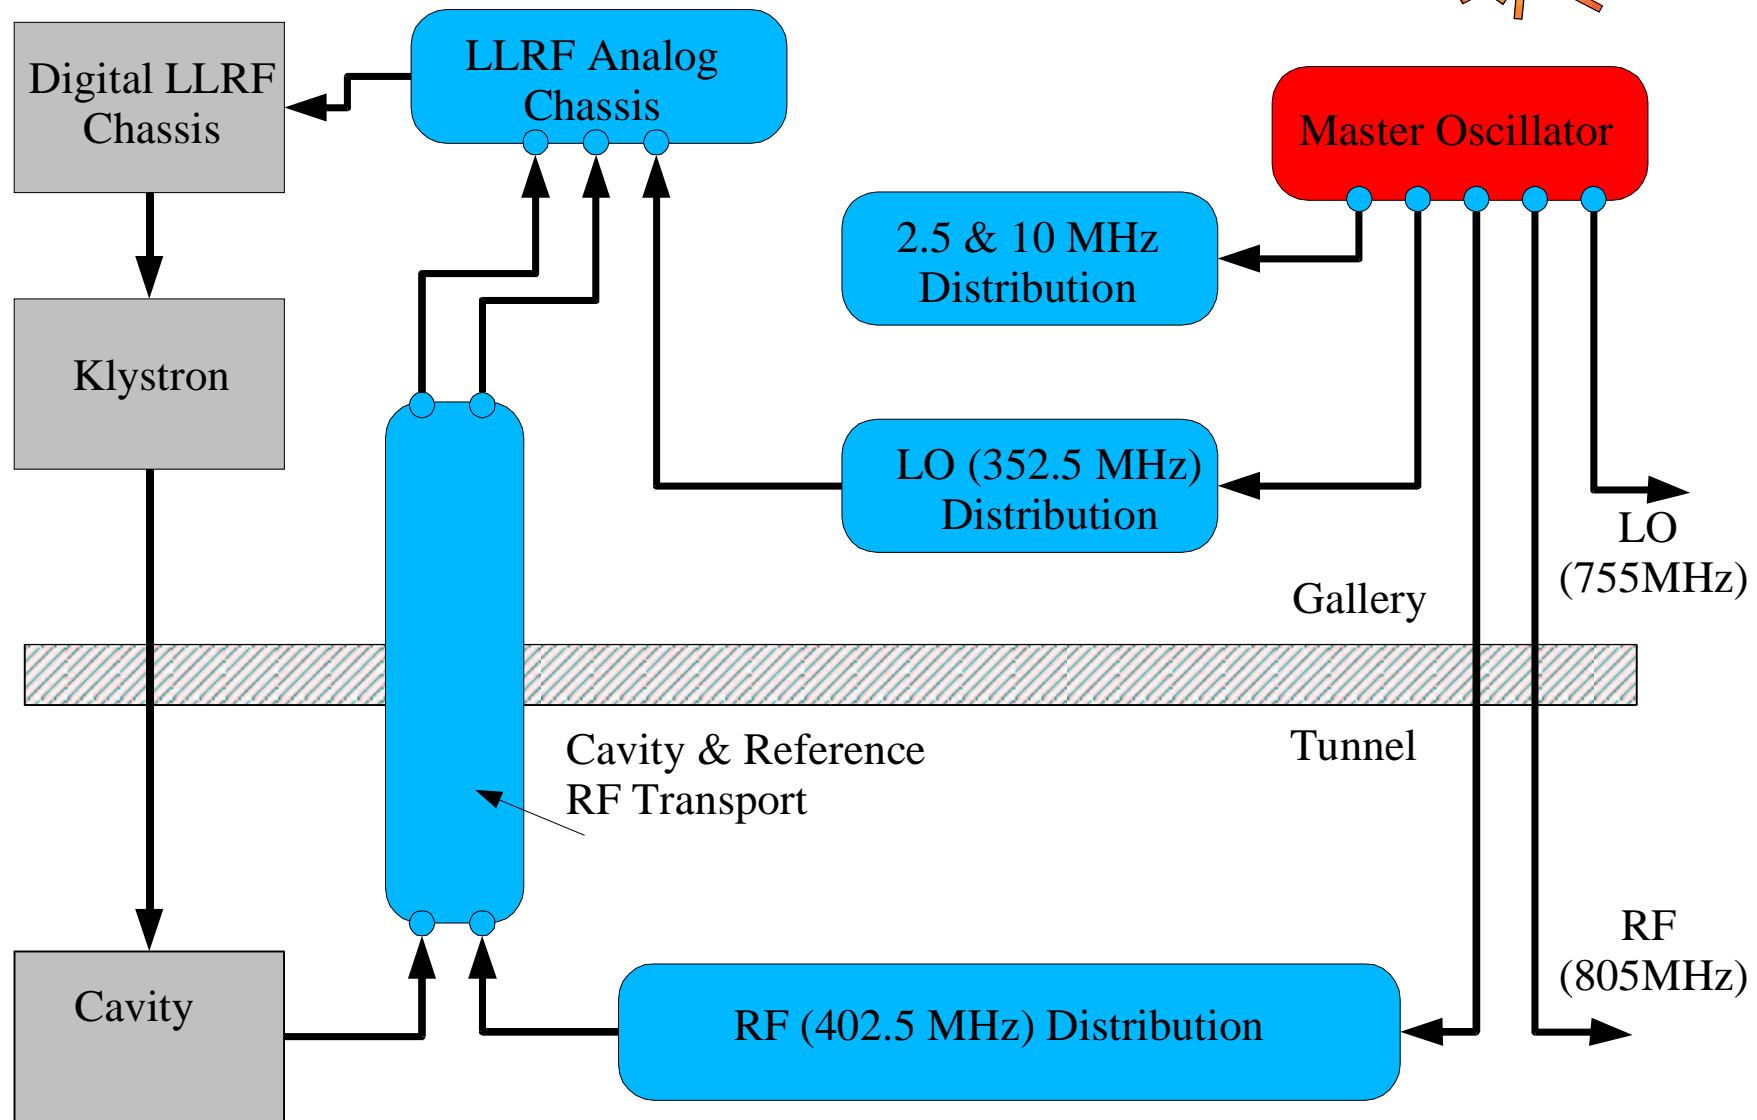 Digital LLRF
Chassis
LLRF Analog
Chassis
Master Oscillator
2.5 & 10 MHz
Distribution
Klystron
LO (352.5 MHz)
Distribution
LO
(755MHz)
Gallery
Tunnel
Cavity & Reference
RF Transport
RF
(805MHz)
Cavity
RF (402.5 MHz) Distribution